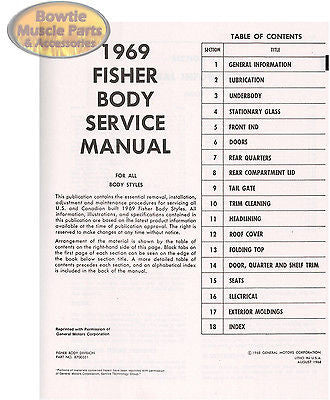 Bowtie
Muscle Parts
& Accessories
1969
FISHER
BODY
SERVICE
MANUAL
FOR ALL
BODY STYLES
This publication contains the essential removal, installation,
adjustment and maintenance procedures for servicing all
U.S. and Canadian built 1969 Fisher Body Styles. All
information, illustrations, and specifications contained in
this publication are based on the latest product information
available at the time of publication approval. The right is
reserved to make changes at any time without notice.
Arrangement of the material is shown by the table of
contents on the right-hand side of this page. Black tabs on
the first page of each section can be seen on the edge of
the book below section title. A more detailed table of
contents precedes each section, and an alphabetical index
is included in the back of the manual.
Reprinted with Permission of
General Motors Corporation
FISHER BODY DIVISION
PART NO.
TABLE OF CONTENTS
SECTION TITLE
1 GENERAL INFORMATION
2 LUBRICATION
3 UNDERBODY
4 STATIONARY GLASS
5 FRONT END
6 DOORS
7 REAR QUARTERS
8 REAR COMPARTMENT LID
9 TAIL GATE
10 TRIM CLEANING
11 HEADLINING
12 ROOF COVER
13 FOLDING TOP
14 DOOR, QUARTER AND SHELF TRIM
15 SEATS
16 ELECTRICAL
17 EXTERIOR MOLDINGS
18 INDEX
© 1968 GENERAL MOTORS CORPORATION
LITHO IN U.S.A.
AUGUST 1968